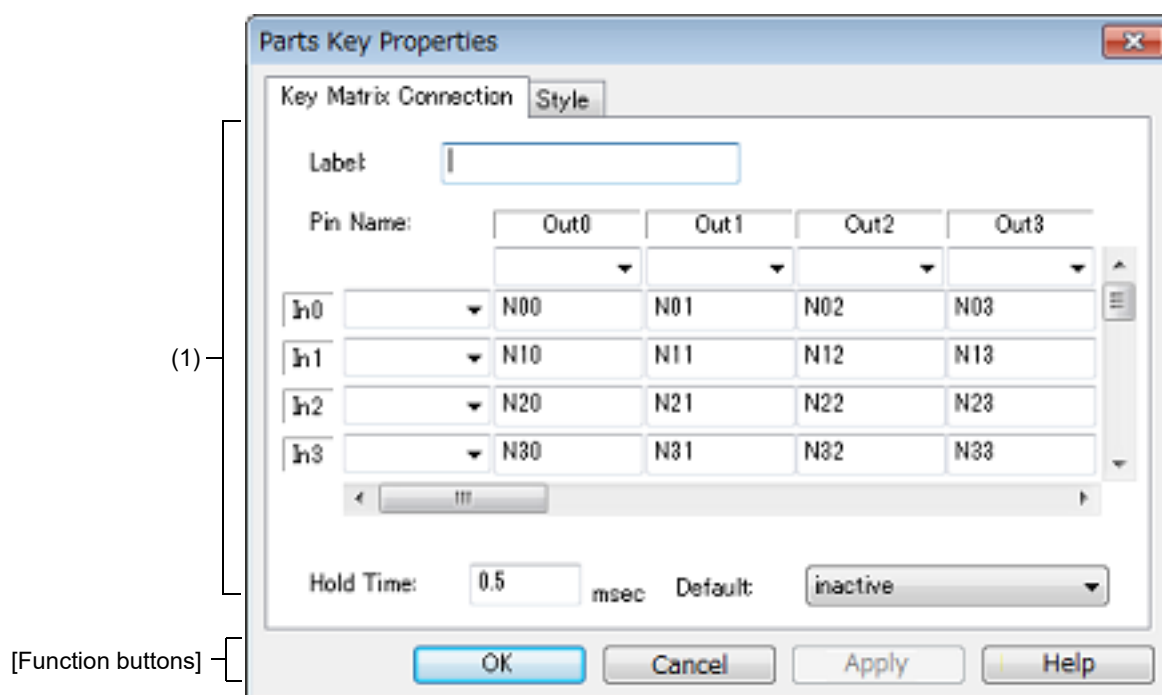 Parts Key Properties
Key Matrix Connection Style
Label:
Pin Name: Out0 Out1 Out2 Out3
In0 N00 N01 N02 N03
(1)
In1 N10 N11 N12 N13
In2 N20 N21 N22 N23
In3 N30 N31 N32 N33
Hold Time: 0.5 msec Default: inactive
[Function buttons] OK Cancel Apply Help